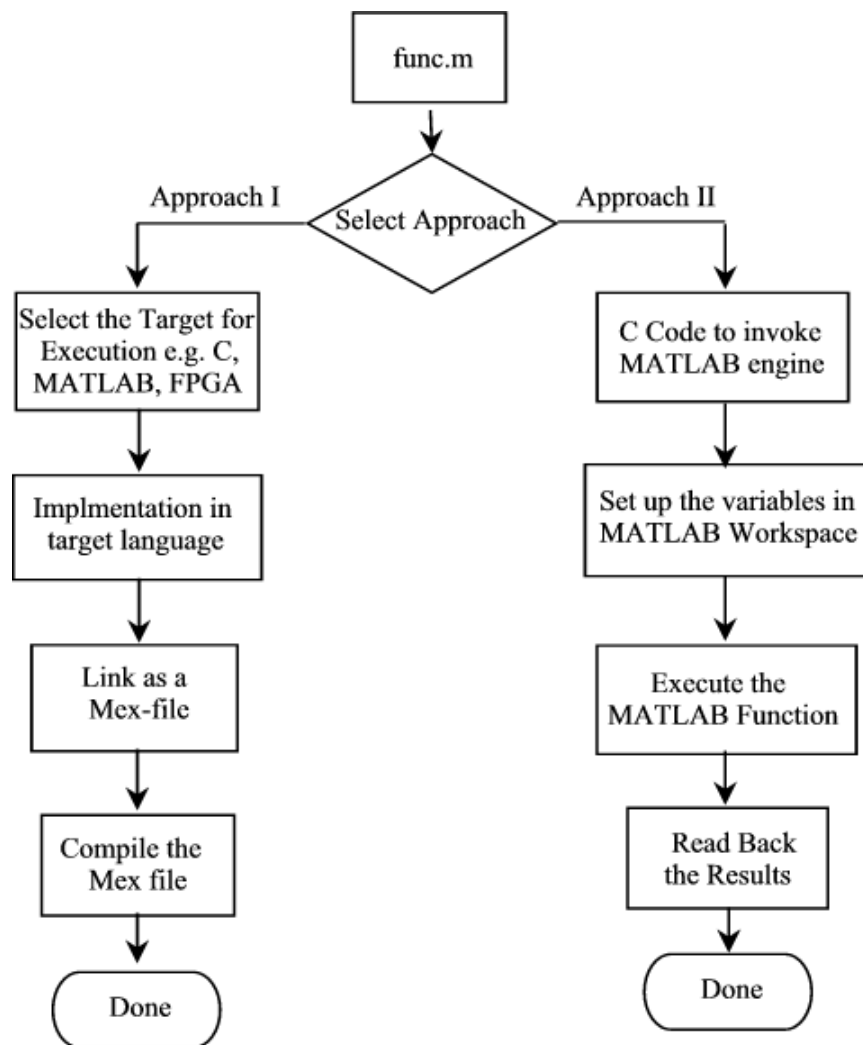 func.m
Approach I
Select Approach
Approach II
Select the Target for
Execution e.g. C,
MATLAB, FPGA
Implmentation in
target language
Link as a
Mex-file
Compile the
Mex file
Done
C Code to invoke
MATLAB engine
Set up the variables in
MATLAB Workspace
Execute the
MATLAB Function
Read Back
the Results
Done